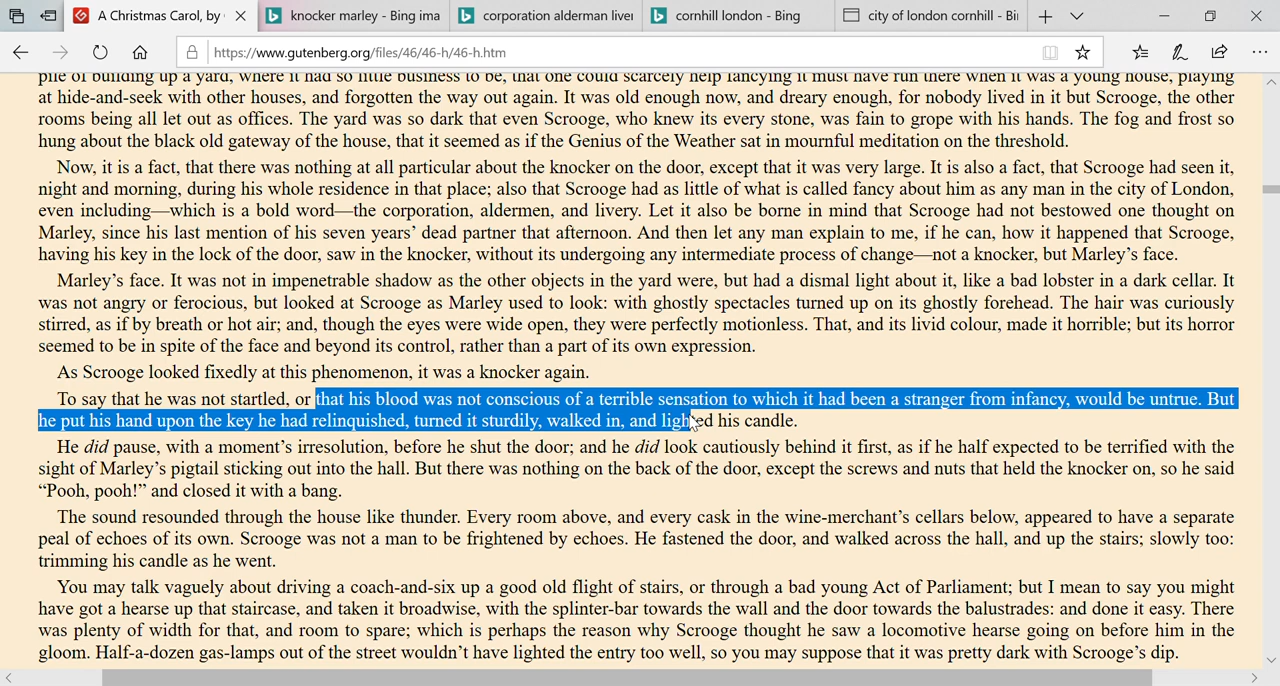 A Christmas Carol, by
knocker marley - Bing ima
corporation alderman liver
cornhill london - Bing
city of london cornhill - Bi
https://www.gutenberg.org/files/46/46-h/46-h.htm
pile of building up a yard, where it had so little business to be, that one could scarcely help fancying it must have run there when it was a young house, playing
at hide-and-seek with other houses, and forgotten the way out again. It was old enough now, and dreary enough, for nobody lived in it but Scrooge, the other
rooms being all let out as offices. The yard was so dark that even Scrooge, who knew its every stone, was fain to grope with his hands. The fog and frost so
hung about the black old gateway of the house, that it seemed as if the Genius of the Weather sat in mournful meditation on the threshold.
Now, it is a fact, that there was nothing at all particular about the knocker on the door, except that it was very large. It is also a fact, that Scrooge had seen it,
night and morning, during his whole residence in that place; also that Scrooge had as little of what is called fancy about him as any man in the city of London,
even including—which is a bold word—the corporation, aldermen, and livery. Let it also be borne in mind that Scrooge had not bestowed one thought on
Marley, since his last mention of his seven years’ dead partner that afternoon. And then let any man explain to me, if he can, how it happened that Scrooge,
having his key in the lock of the door, saw in the knocker, without its undergoing any intermediate process of change—not a knocker, but Marley’s face.
Marley’s face. It was not in impenetrable shadow as the other objects in the yard were, but had a dismal light about it, like a bad lobster in a dark cellar. It
was not angry or ferocious, but looked at Scrooge as Marley used to look: with ghostly spectacles turned up on its ghostly forehead. The hair was curiously
stirred, as if by breath or hot air; and, though the eyes were wide open, they were perfectly motionless. That, and its livid colour, made it horrible; but its horror
seemed to be in spite of the face and beyond its control, rather than a part of its own expression.
As Scrooge looked fixedly at this phenomenon, it was a knocker again.
To say that he was not startled, or that his blood was not conscious of a terrible sensation to which it had been a stranger from infancy, would be untrue. But
he put his hand upon the key he had relinquished, turned it sturdily, walked in, and lighted his candle.
He did pause, with a moment’s irresolution, before he shut the door; and he did look cautiously behind it first, as if he half expected to be terrified with the
sight of Marley’s pigtail sticking out into the hall. But there was nothing on the back of the door, except the screws and nuts that held the knocker on, so he said
“Pooh, pooh!” and closed it with a bang.
The sound resounded through the house like thunder. Every room above, and every cask in the wine-merchant’s cellars below, appeared to have a separate
peal of echoes of its own. Scrooge was not a man to be frightened by echoes. He fastened the door, and walked across the hall, and up the stairs; slowly too:
trimming his candle as he went.
You may talk vaguely about driving a coach-and-six up a good old flight of stairs, or through a bad young Act of Parliament; but I mean to say you might
have got a hearse up that staircase, and taken it broadwise, with the splinter-bar towards the wall and the door towards the balustrades: and done it easy. There
was plenty of width for that, and room to spare; which is perhaps the reason why Scrooge thought he saw a locomotive hearse going on before him in the
gloom. Half-a-dozen gas-lamps out of the street wouldn’t have lighted the entry too well, so you may suppose that it was pretty dark with Scrooge’s dip.